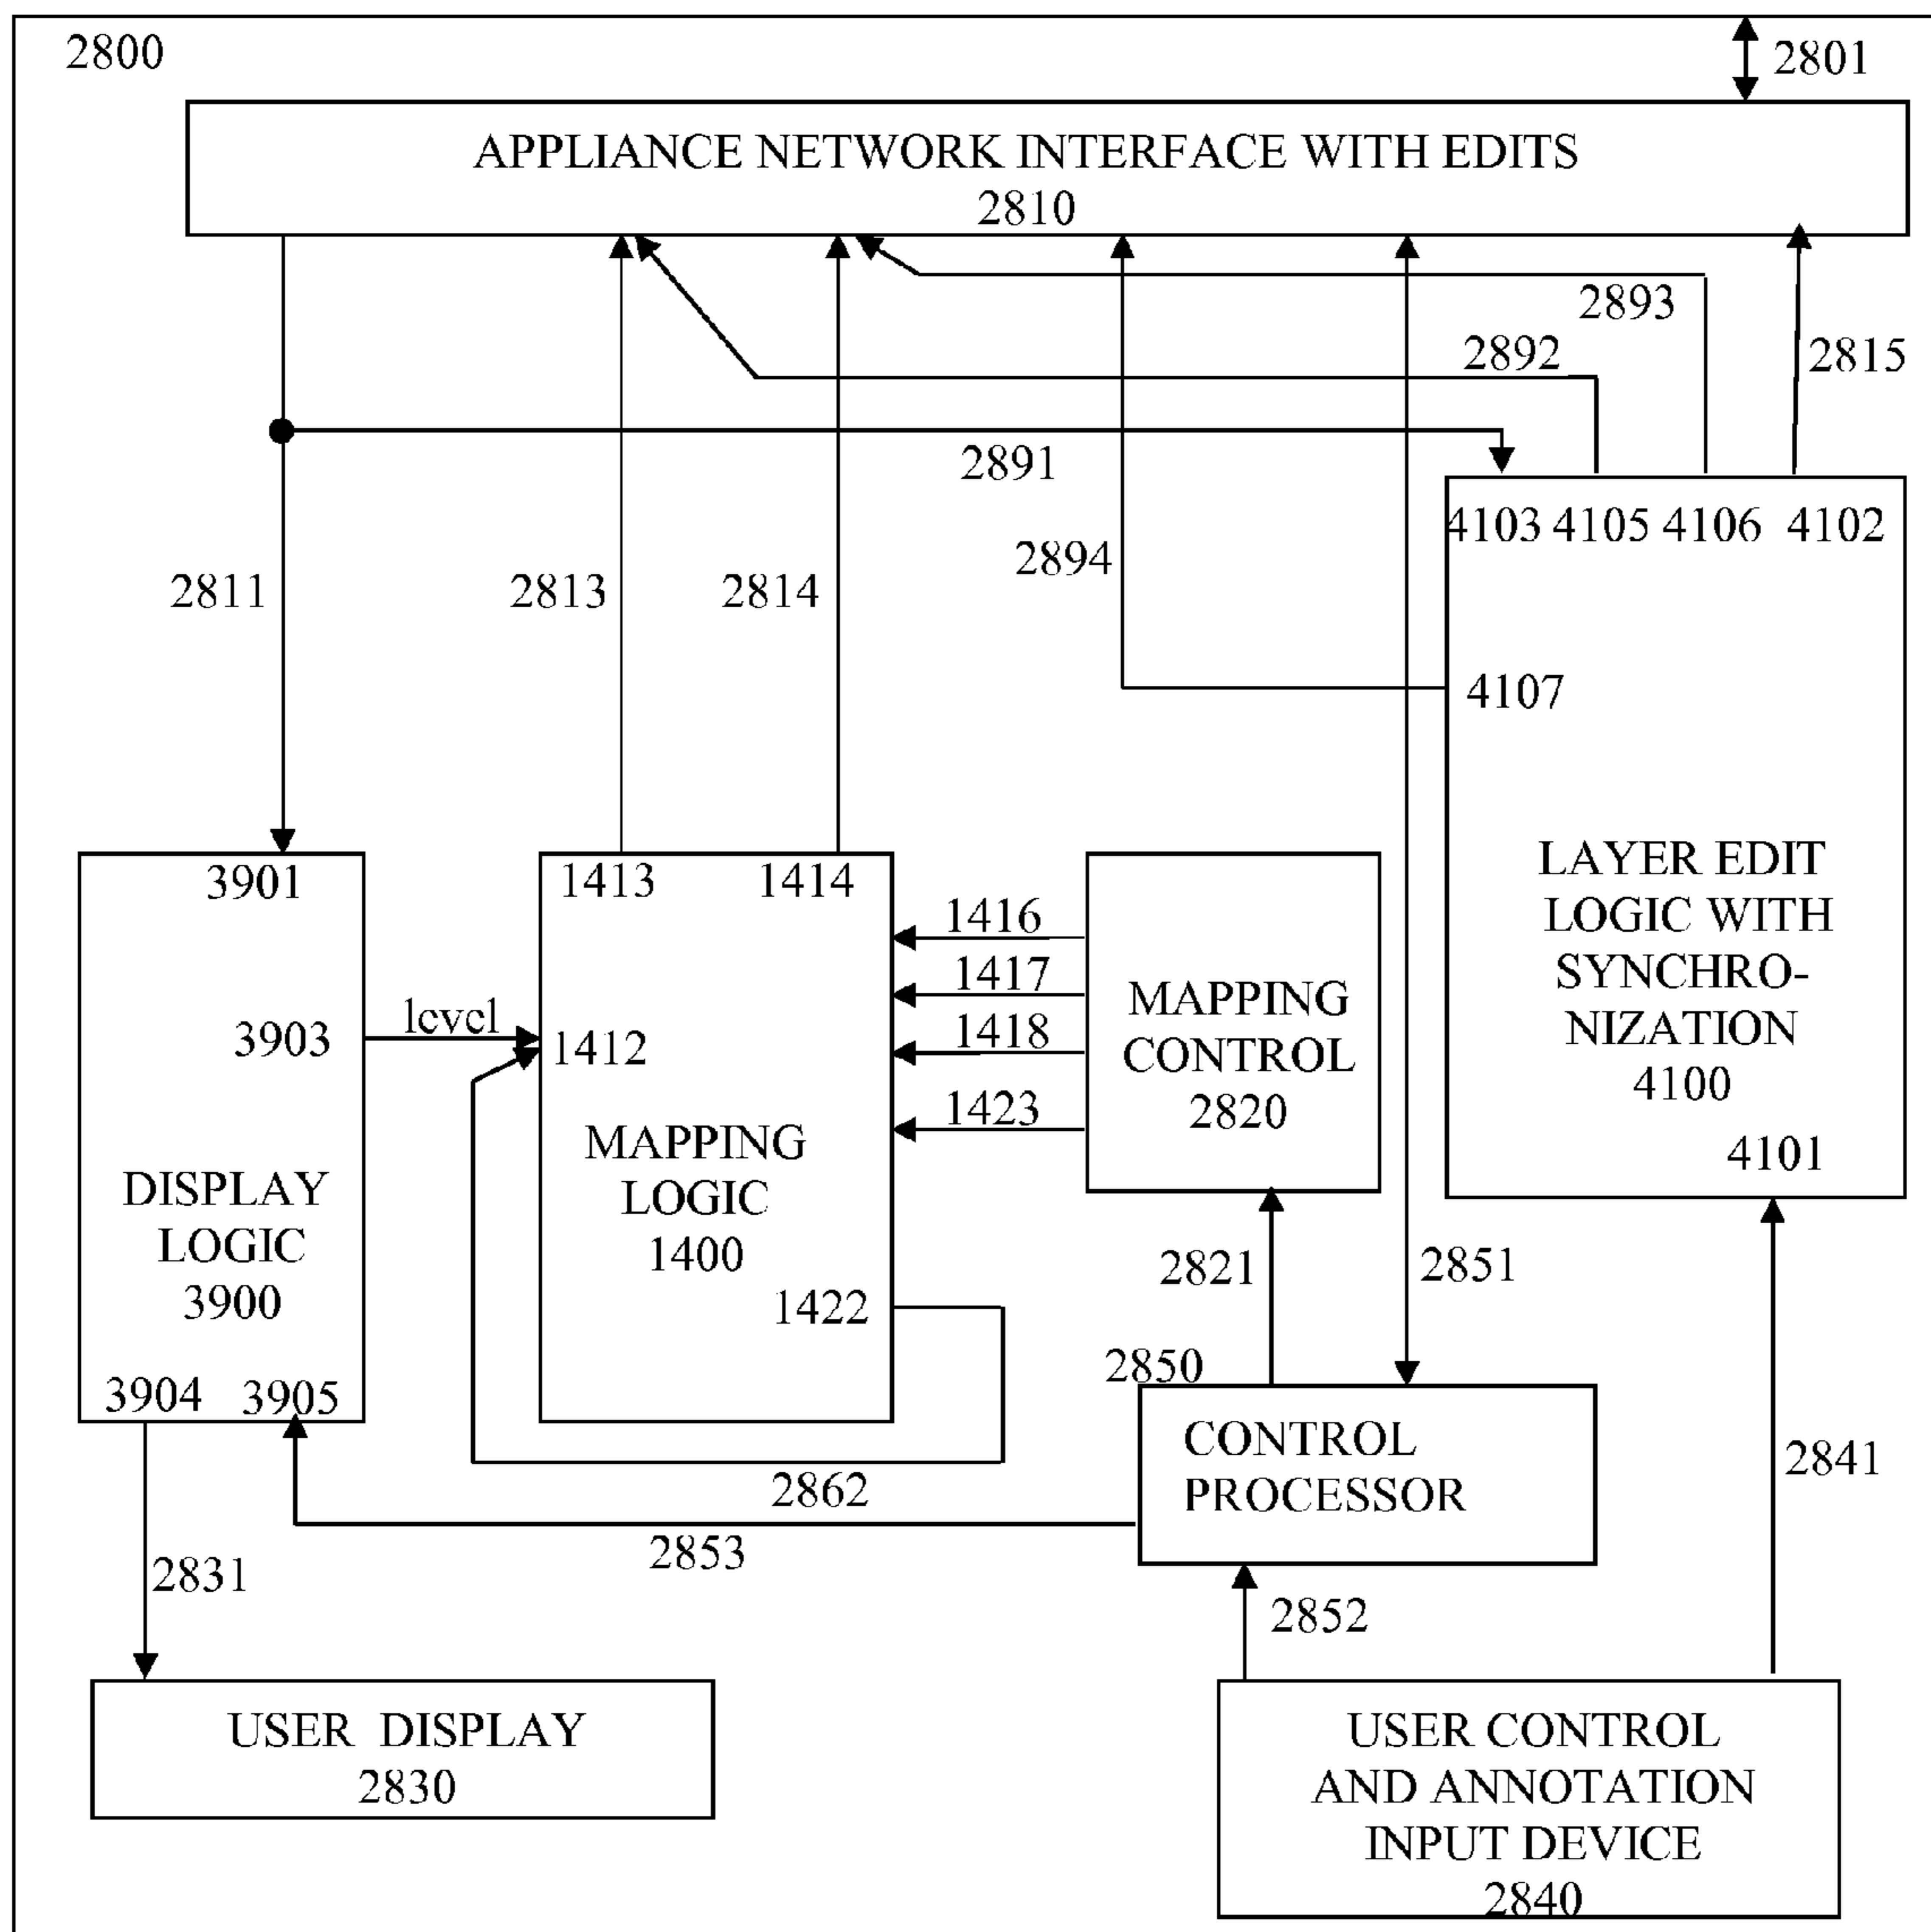 2800
2801
APPLIANCE NETWORK INTERFACE WITH EDITS
2810
2893
2892
2815
2891
4103 4105 4106 4102
2894
2811
2813
2814
4107
LAYER EDIT
LOGIC WITH
SYNCHRO-
NIZATION
4100
4101
3901
1413
1414
1416
1417
1418
1423
MAPPING
CONTROL
2820
lcvcl
3903
1412
MAPPING
LOGIC
1400
DISPLAY
LOGIC
3900
1422
2821
2851
2850
3904
3905
CONTROL
PROCESSOR
2841
2862
2853
2831
2852
USER DISPLAY
2830
USER CONTROL
AND ANNOTATION
INPUT DEVICE
2840